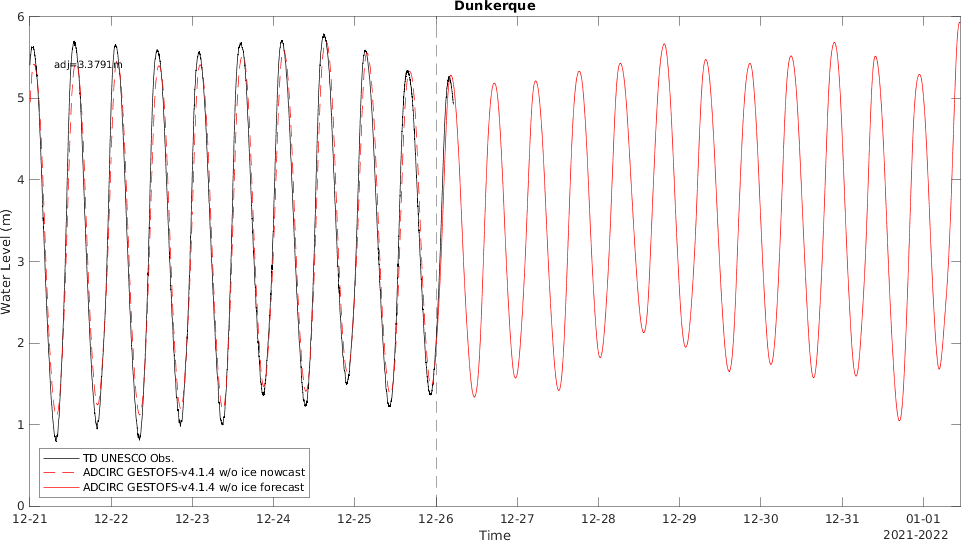 Dunkerque
adj=3.3791m
Water Level (m)
6
5
4
3
2
1
0
TD UNESCO Obs.
ADCIRC GESTOFS-v4.1.4 w/o ice nowcast
ADCIRC GESTOFS-v4.1.4 w/o ice forecast
12-21 12-22 12-23 12-24 12-25 12-26 12-27 12-28 12-29 12-30 12-31 01-01
Time
2021-2022